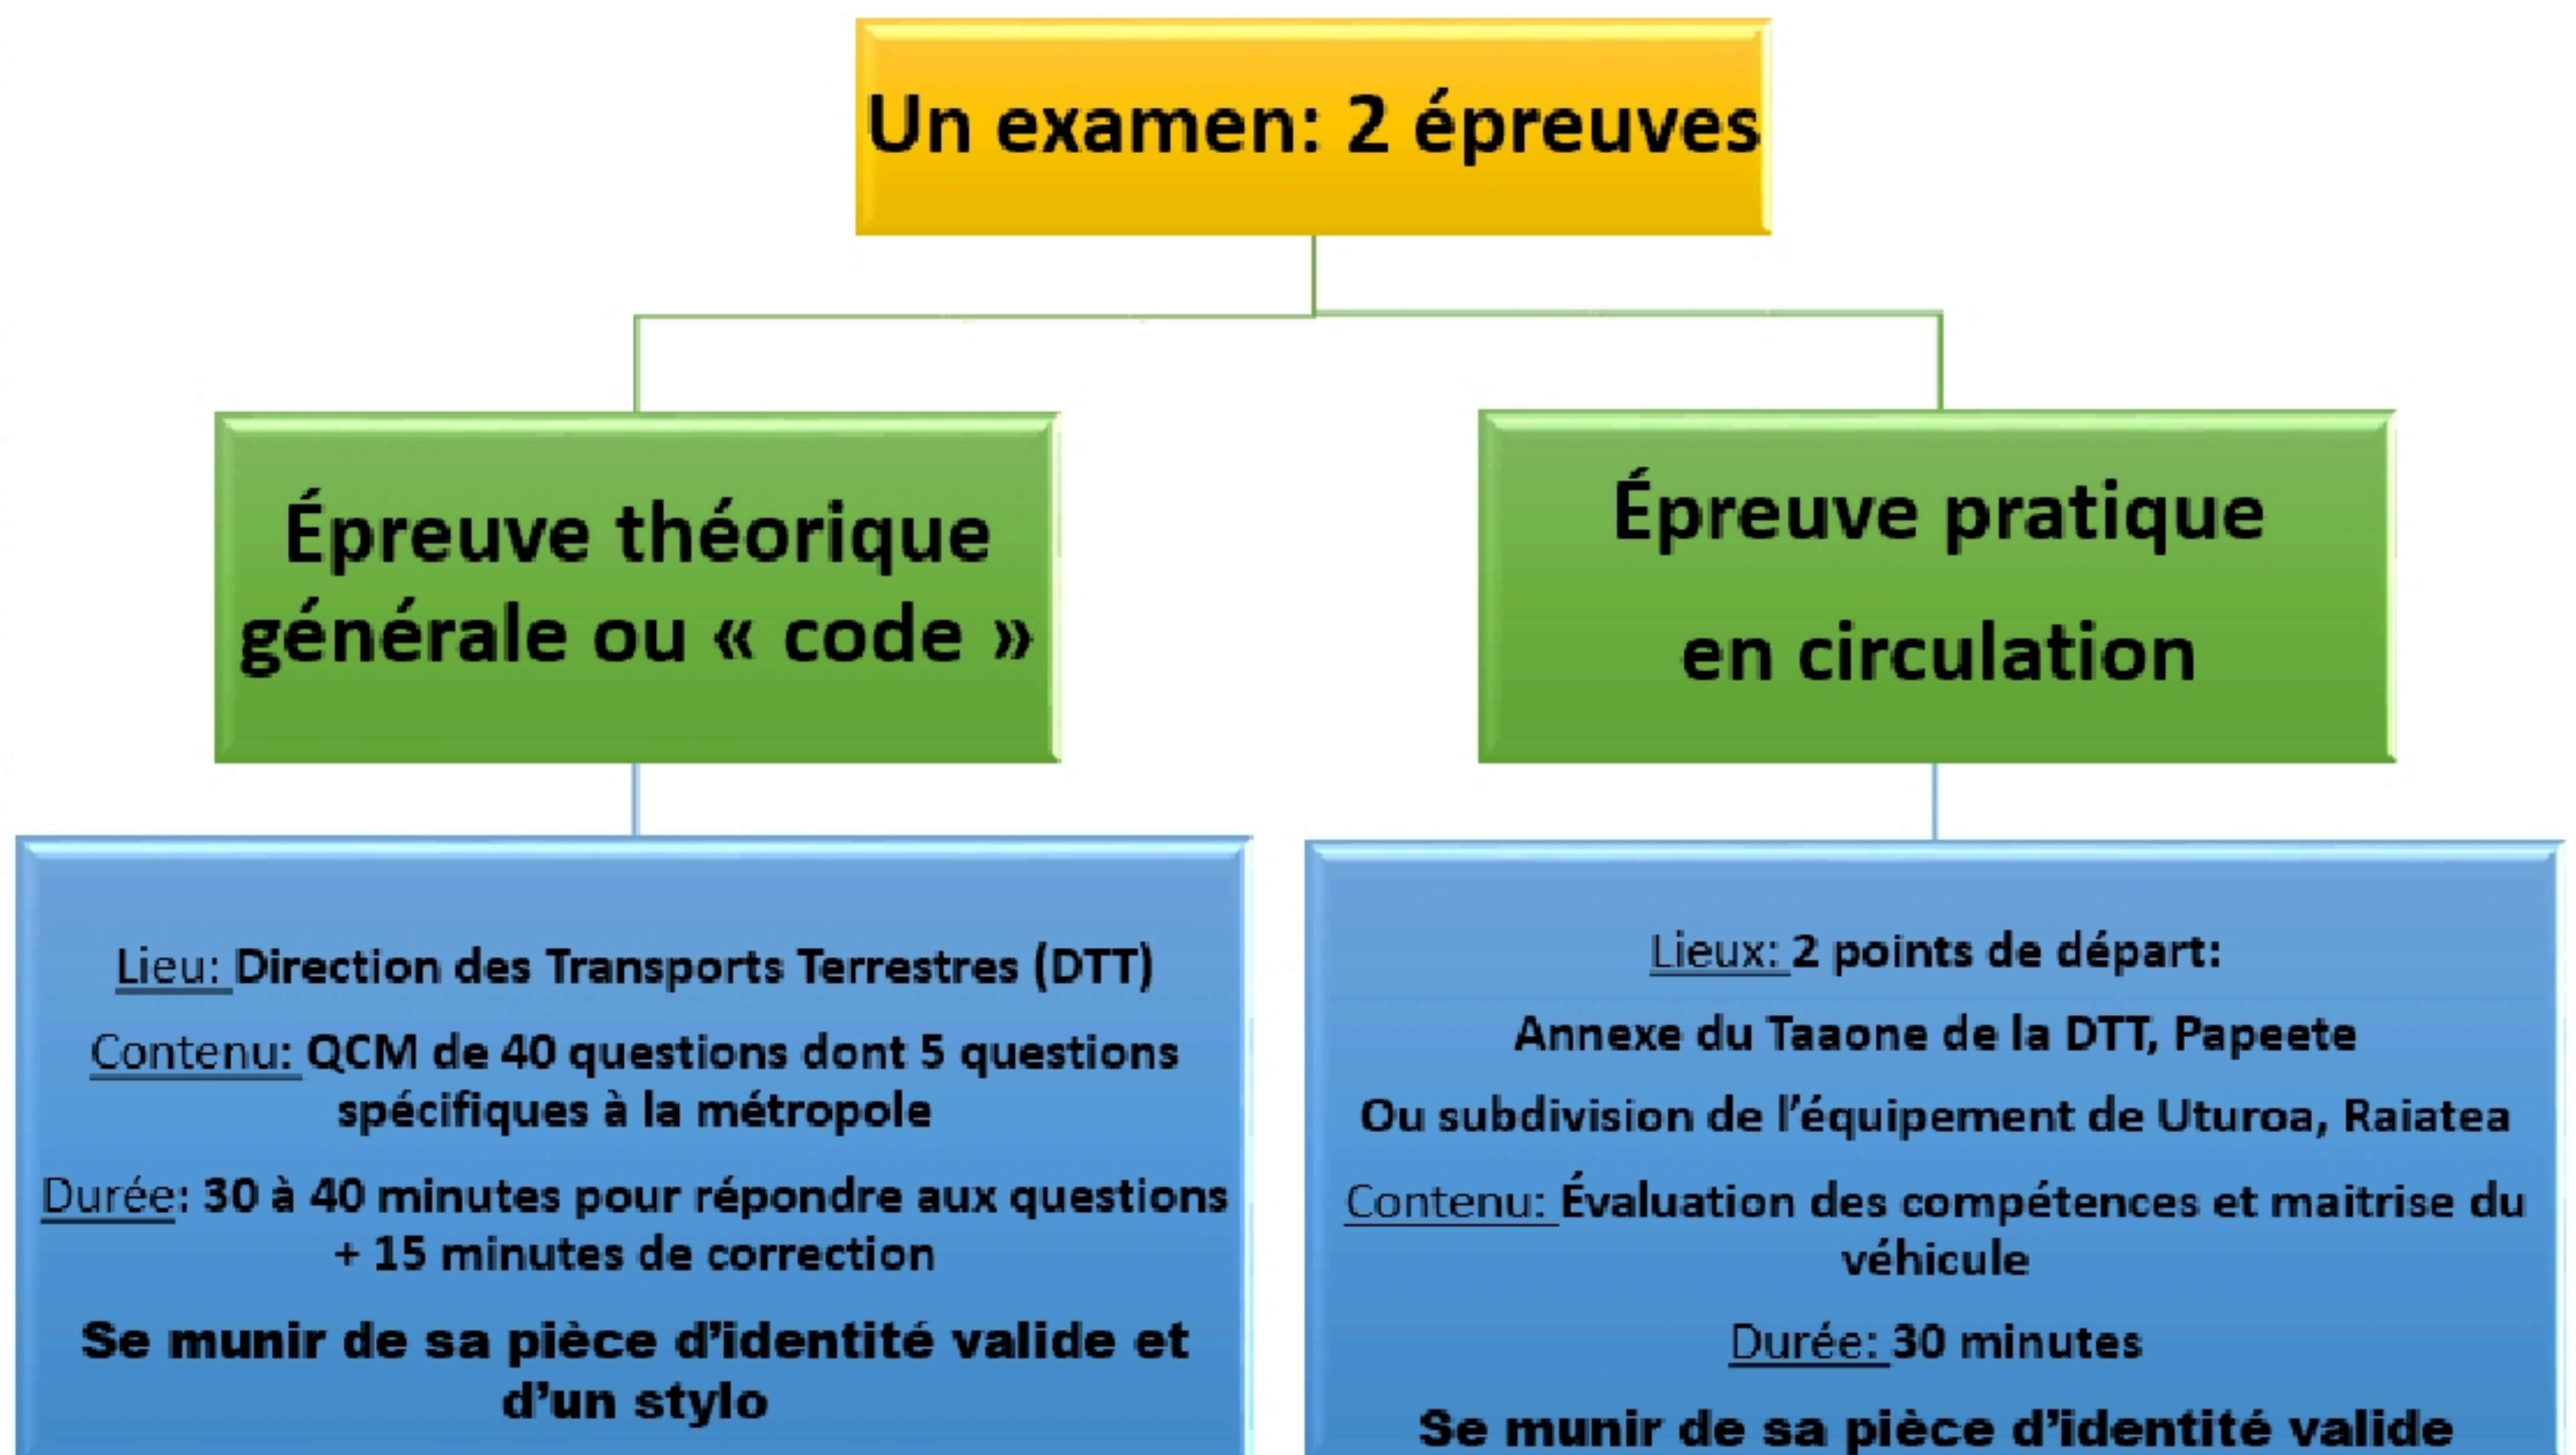 Un examen: 2 épreuves
Épreuve théorique
générale ou « code »
Lieu: Direction des Transports Terrestres (DTT)
Contenu: QCM de 40 questions dont 5 questions
spécifiques à la métropole
Durée: 30 à 40 minutes pour répondre aux questions
+ 15 minutes de correction
Se munir de sa pièce d'identité valide et
d'un stylo
Épreuve pratique
en circulation
Lieux: 2 points de départ:
Annexe du Taaone de la DTT, Papeete
Ou subdivision de l'équipement de Uturoa, Raiatea
Contenu: Évaluation des compétences et maitrise du
véhicule
Durée: 30 minutes
Se munir de sa pièce d'identité valide